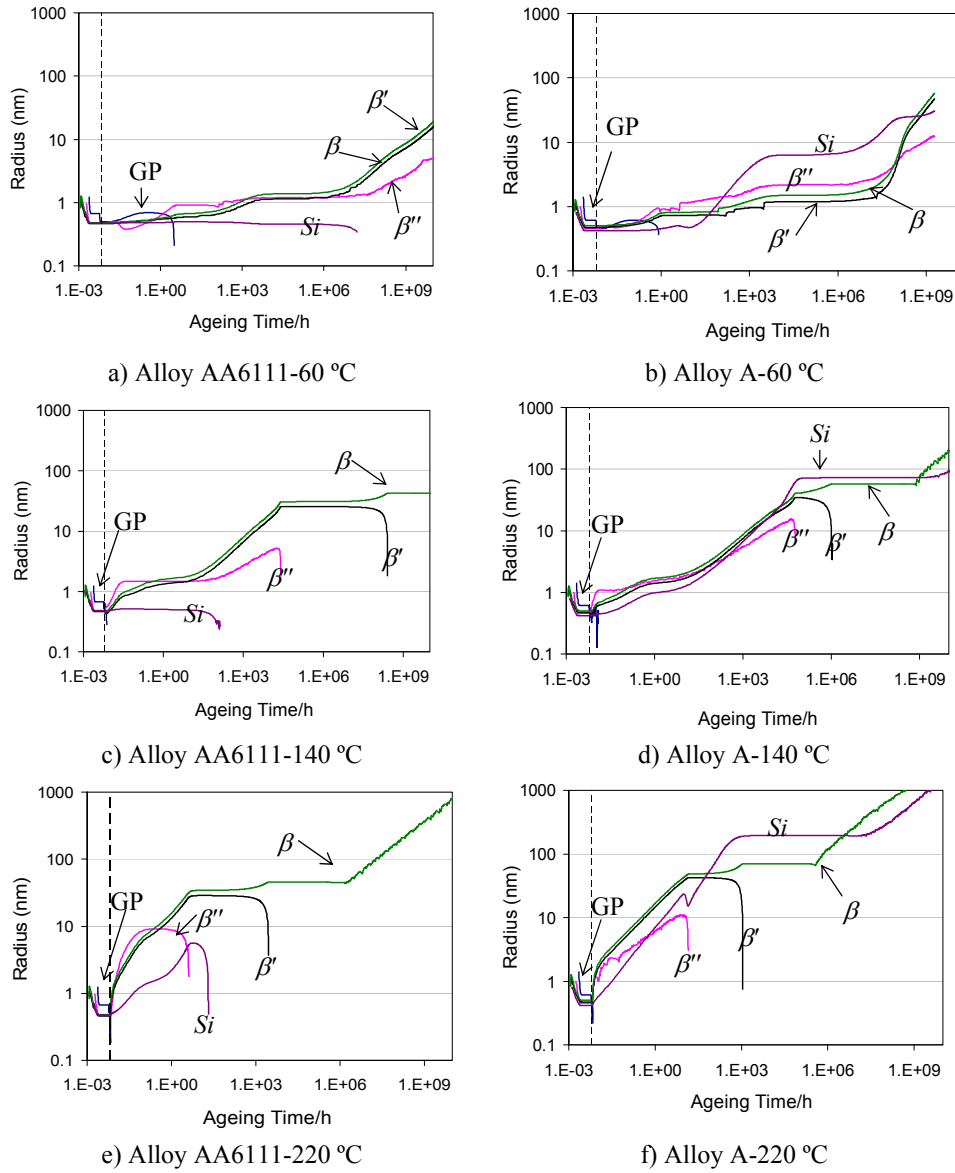 1000
100
10
1
0.1
Radius (nm)
GP
β
β'
β''
Si
1.E-03 1.E+00 1.E+03 1.E+06 1.E+09
Ageing Time/h
a) Alloy AA6111-60 ºC
1000
100
10
1
0.1
Radius (nm)
GP
Si
β''
β'
β
1.E-03 1.E+00 1.E+03 1.E+06 1.E+09
Ageing Time/h
b) Alloy A-60 ºC
1000
100
10
1
0.1
Radius (nm)
GP
β
β''
β'
Si
1.E-03 1.E+00 1.E+03 1.E+06 1.E+09
Ageing Time/h
c) Alloy AA6111-140 ºC
1000
100
10
1
0.1
Radius (nm)
GP
Si
β''
β'
β
1.E-03 1.E+00 1.E+03 1.E+06 1.E+09
Ageing Time/h
d) Alloy A-140 ºC
1000
100
10
1
0.1
Radius (nm)
GP
β
β''
β'
Si
1.E-03 1.E+00 1.E+03 1.E+06 1.E+09
Ageing Time/h
e) Alloy AA6111-220 ºC
1000
100
10
1
0.1
Radius (nm)
GP
Si
β''
β'
β
1.E-03 1.E+00 1.E+03 1.E+06 1.E+09
Ageing Time/h
f) Alloy A-220 ºC